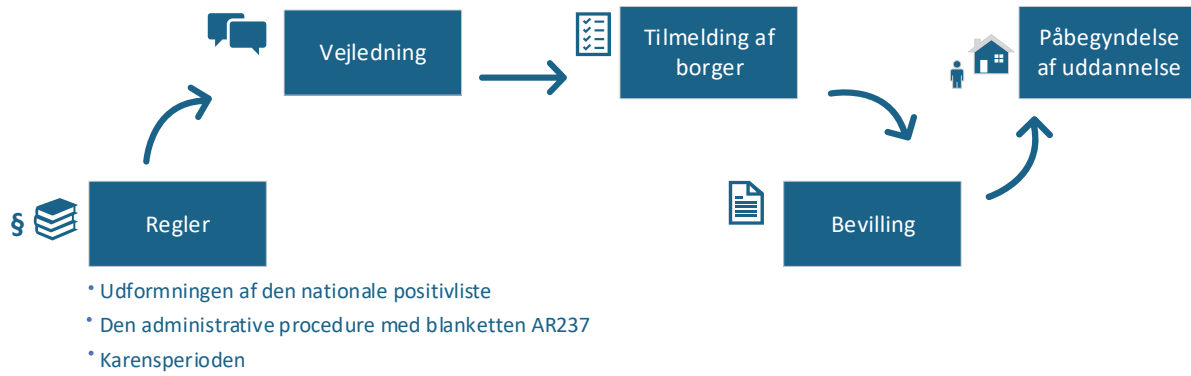 Vejledning
Tilmelding af
borger
Påbegyndelse
af uddannelse
§
Regler
Bevilling
• Udformningen af den nationale positivliste
• Den administrative procedure med blanketten AR237
• Karensperioden